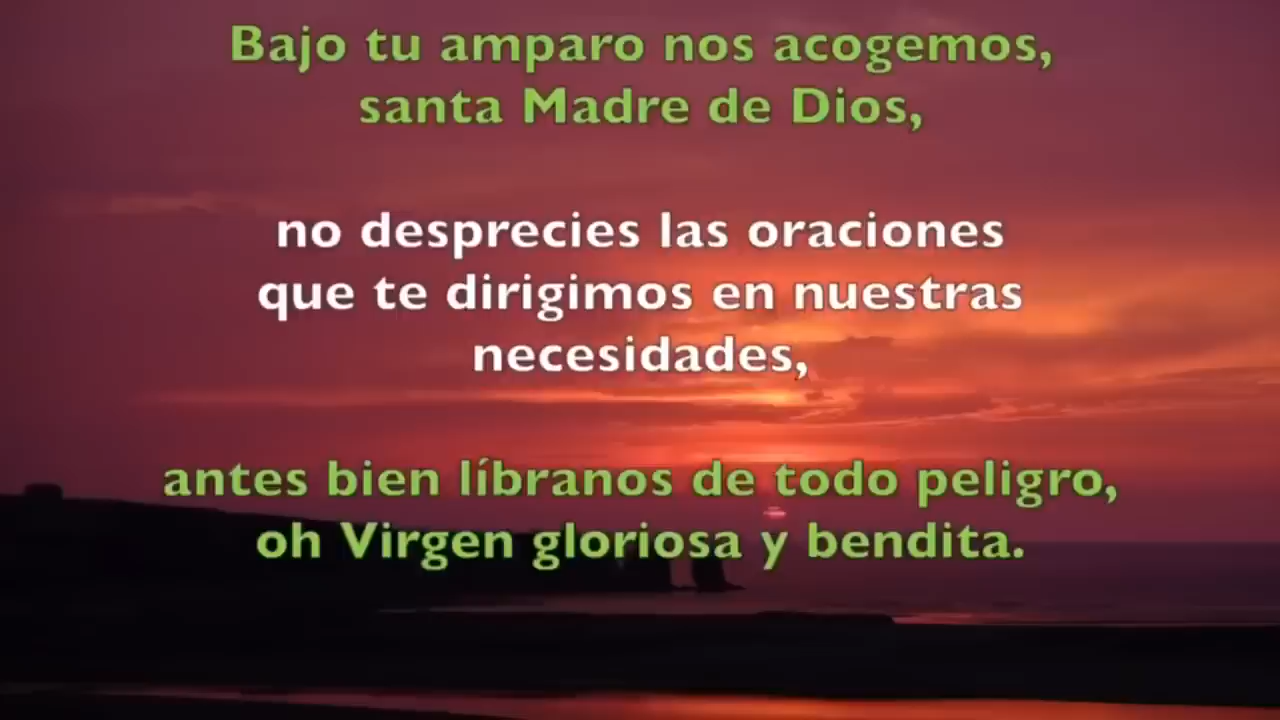 Bajo tu amparo nos acogemos,
santa Madre de Dios,
no desprecies las oraciones
que te dirigimos en nuestras
necesidades,
antes bien líbranos de todo peligro,
oh Virgen gloriosa y bendita.